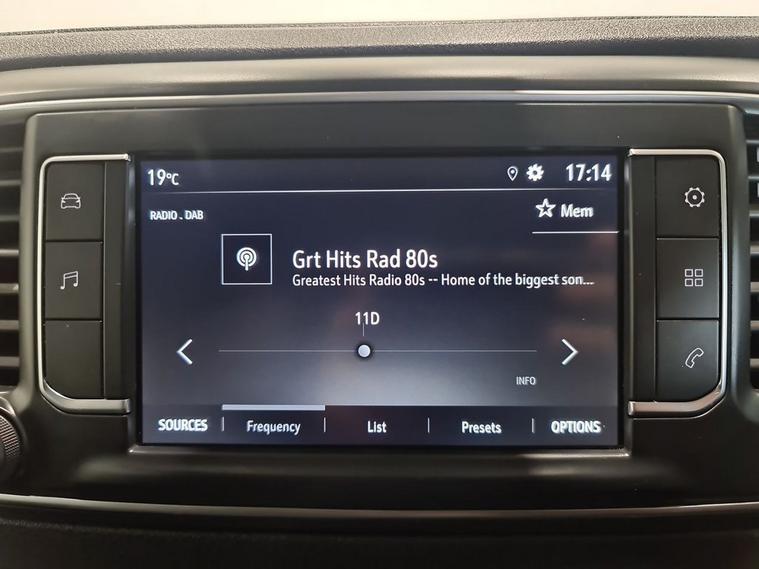 19°C 17:14
RADIO . DAB
Mem
Grt Hits Rad 80s
Greatest Hits Radio 80s -- Home of the biggest son...
11D
INFO
SOURCES Frequency List Presets OPTIONS